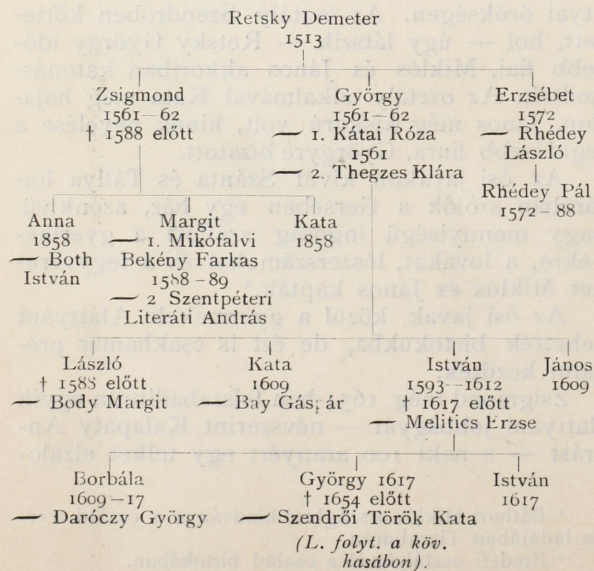 Retsky Demeter
1513
Zsigmond György Erzsébet
1561-62 1561-62 1572
† 1588 előtt — 1. Kátai Róza — Rhédey
1561 László
— 2. Thegzes Klára
Rhédey Pál
1572-88
Anna Margit Kata
1858 — 1. Mikófalvi 1858
— Both Bekény Farkas
István 1588-89
— 2 Szentpéteri
Literáti András
László Kata István János
† 1588 előtt 1609 1593-1612 1609
— Body Margit — Bay Gáspár † 1617 előtt
— Melitics Erzse
Borbála György 1617 István
1609-17 † 1654 előtt 1617
— Daróczy György — Szendrői Török Kata
(L. folyt. a köv.
hasábon).